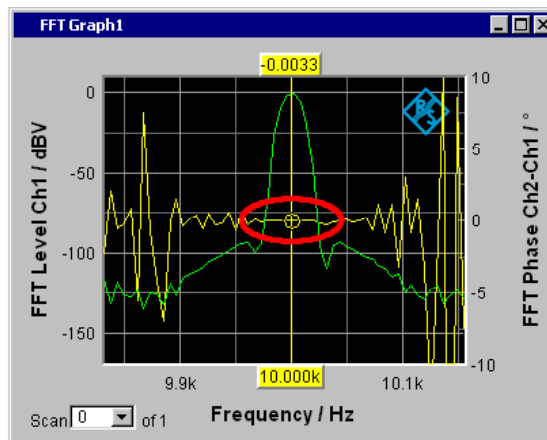 FFT Graph1
-0.0033
0
-50
-100
-150
FFT Level Ch1 / dBV
10
5
0
-5
-10
FFT Phase Ch2-Ch1 / °
R S
9.9k
10.000k
10.1k
Scan 0 of 1
Frequency / Hz